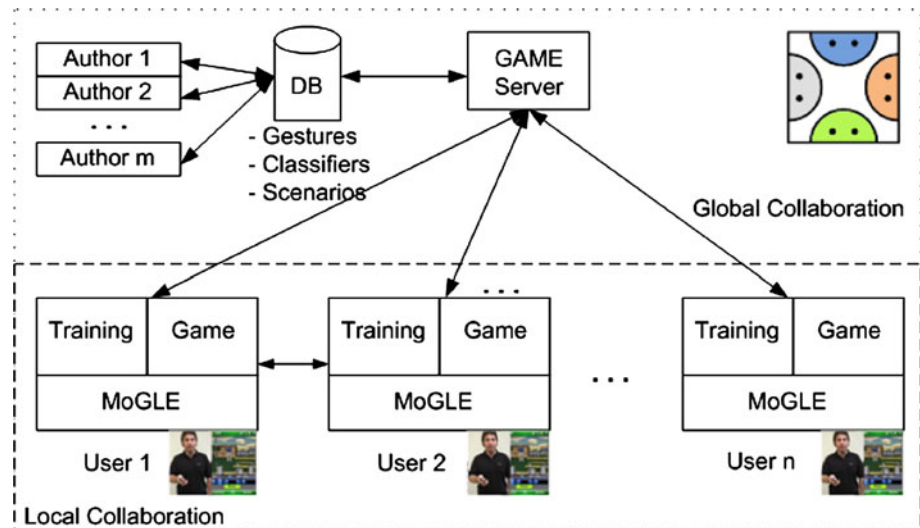 Author 1
Author 2
...
Author m
DB
- Gestures
- Classifiers
- Scenarios
GAME
Server
Global Collaboration
...
Training Game
MoGLE
User 1
Training Game
MoGLE
User 2
...
Training Game
MoGLE
User n
Local Collaboration